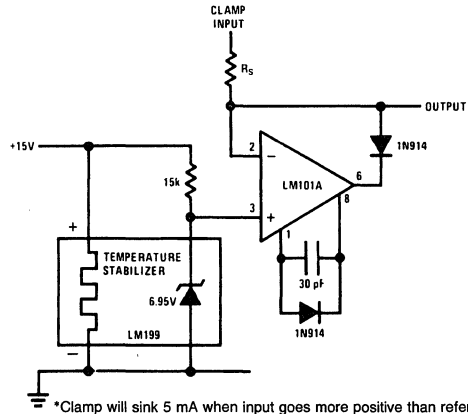 CLAMP
INPUT
RS
OUTPUT
+15V
2
1N914
15k
−
LM101A
6
8
3
+
1
+
TEMPERATURE
STABILIZER
30 pF
6.95V
LM199
1N914
−
*Clamp will sink 5 mA when input goes more positive than refer